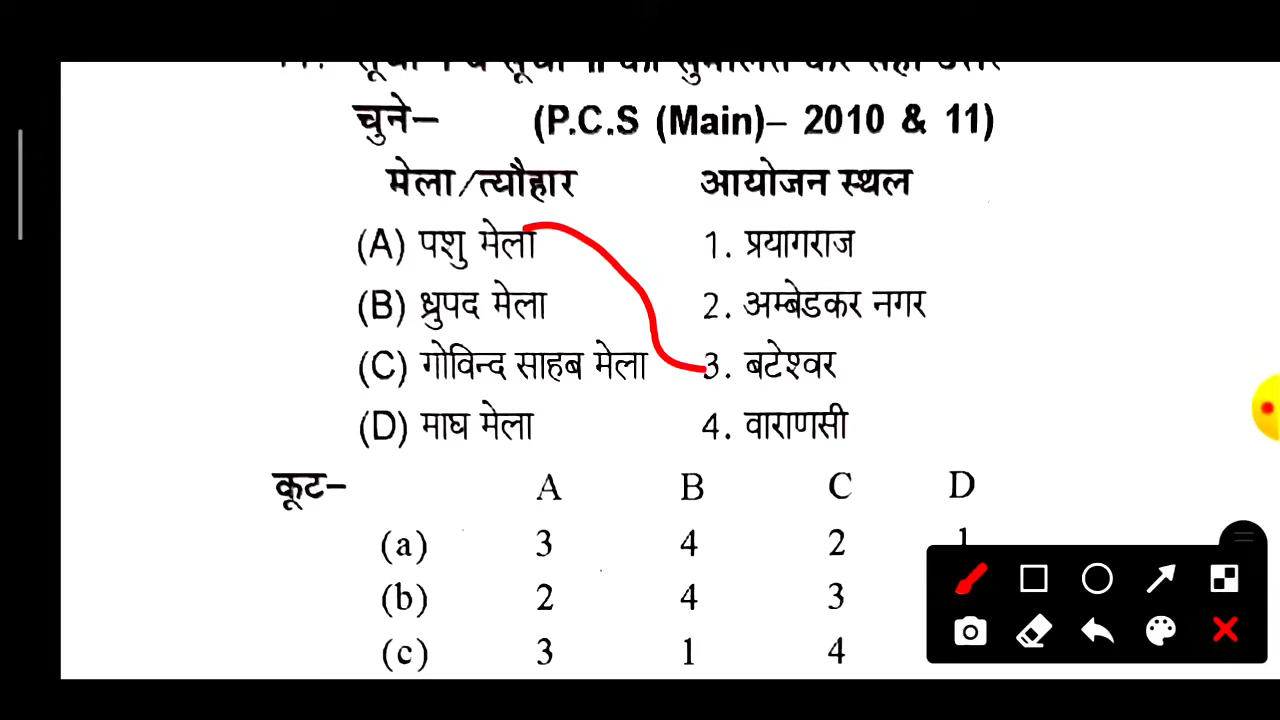 चुने– (P.C.S (Main)– 2010 & 11)
मेला/त्यौहार आयोजन स्थल
(A) पशु मेला 1. प्रयागराज
(B) ध्रुपद मेला 2. अम्बेडकर नगर
(C) गोविन्द साहब मेला 3. बटेश्वर
(D) माघ मेला 4. वाराणसी
कूट– A B C D
(a) 3 4 2 1
(b) 2 4 3
(c) 3 1 4